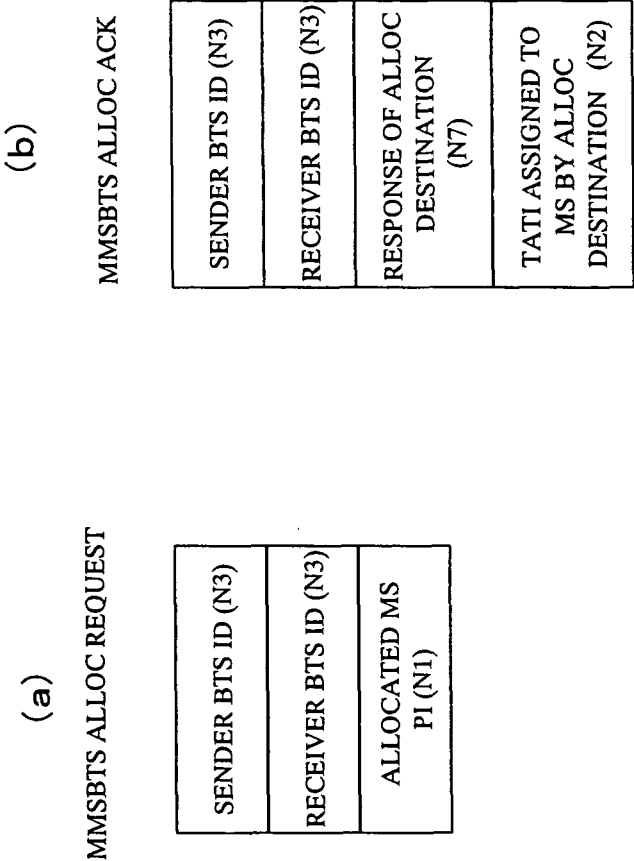 (a)
MMSBTS ALLOC REQUEST
SENDER BTS ID (N3)
RECEIVER BTS ID (N3)
ALLOCATED MS
PI (N1)
(b)
MMSBTS ALLOC ACK
SENDER BTS ID (N3)
RECEIVER BTS ID (N3)
RESPONSE OF ALLOC
DESTINATION
(N7)
TATI ASSIGNED TO
MS BY ALLOC
DESTINATION (N2)